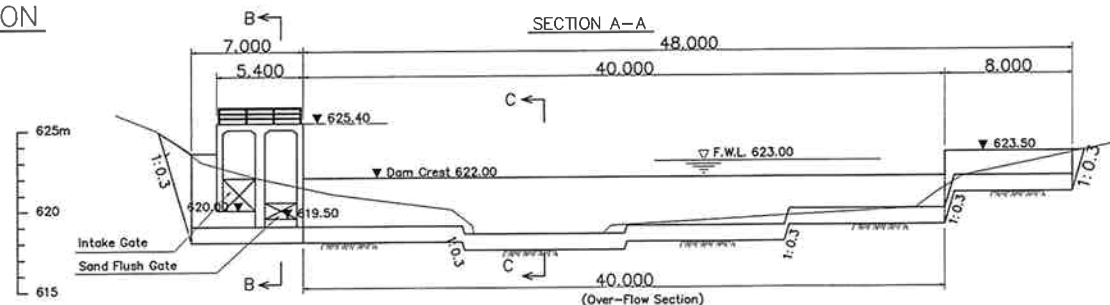 ON
B
SECTION A-A
7,000
48,000
5,400
40,000
8,000
C
625.40
625m
623.50
F.W.L. 623.00
Dam Crest 622.00
1:0.3
1:0.3
620.00
619.50
620
1:0.3
Intake Gate
1:0.3
1:0.3
Sand Flush Gate
C
B
40,000
615
(Over-Flow Section)